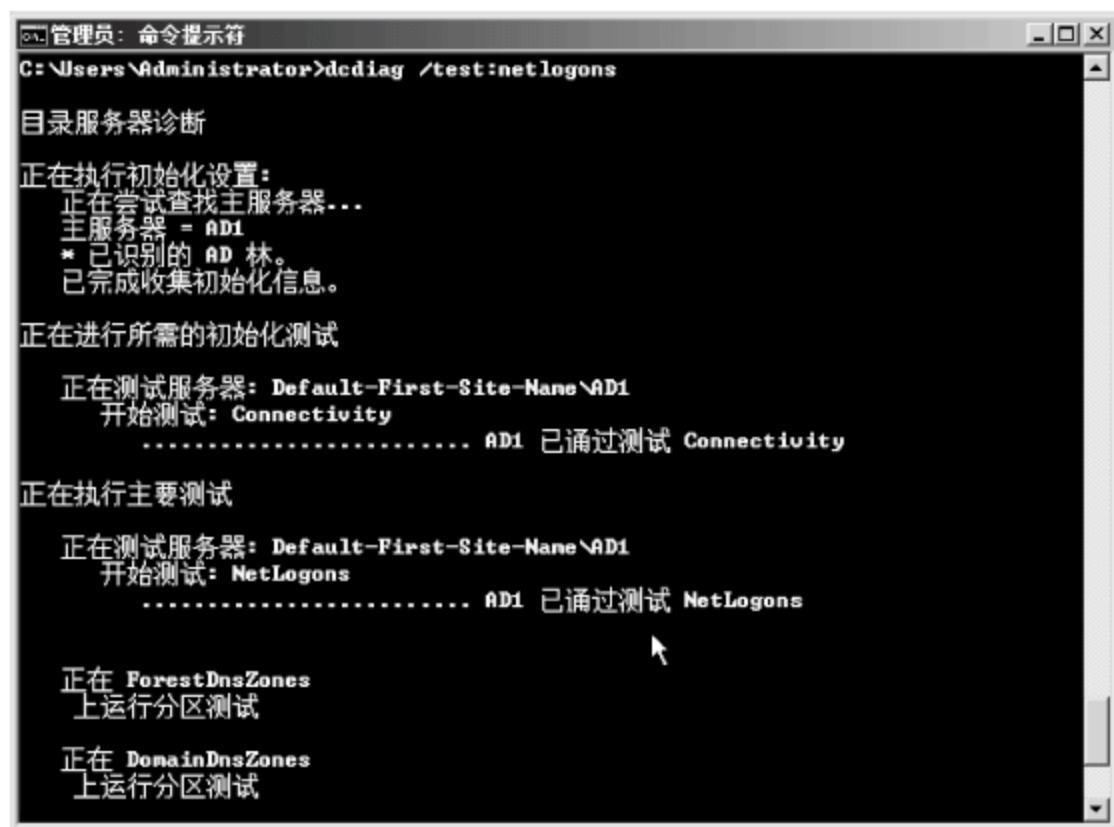 管理员: 命令提示符
C:\Users\Administrator>dcdiag /test:netlogons
目录服务器诊断
正在执行初始化设置:
正在尝试查找主服务器...
主服务器 = AD1
* 已识别的 AD 林。
已完成收集初始化信息。
正在进行所需的初始化测试
正在测试服务器: Default-First-Site-Name\AD1
开始测试: Connectivity
......................... AD1 已通过测试 Connectivity
正在执行主要测试
正在测试服务器: Default-First-Site-Name\AD1
开始测试: NetLogons
......................... AD1 已通过测试 NetLogons
正在 ForestDnsZones
上运行分区测试
正在 DomainDnsZones
上运行分区测试